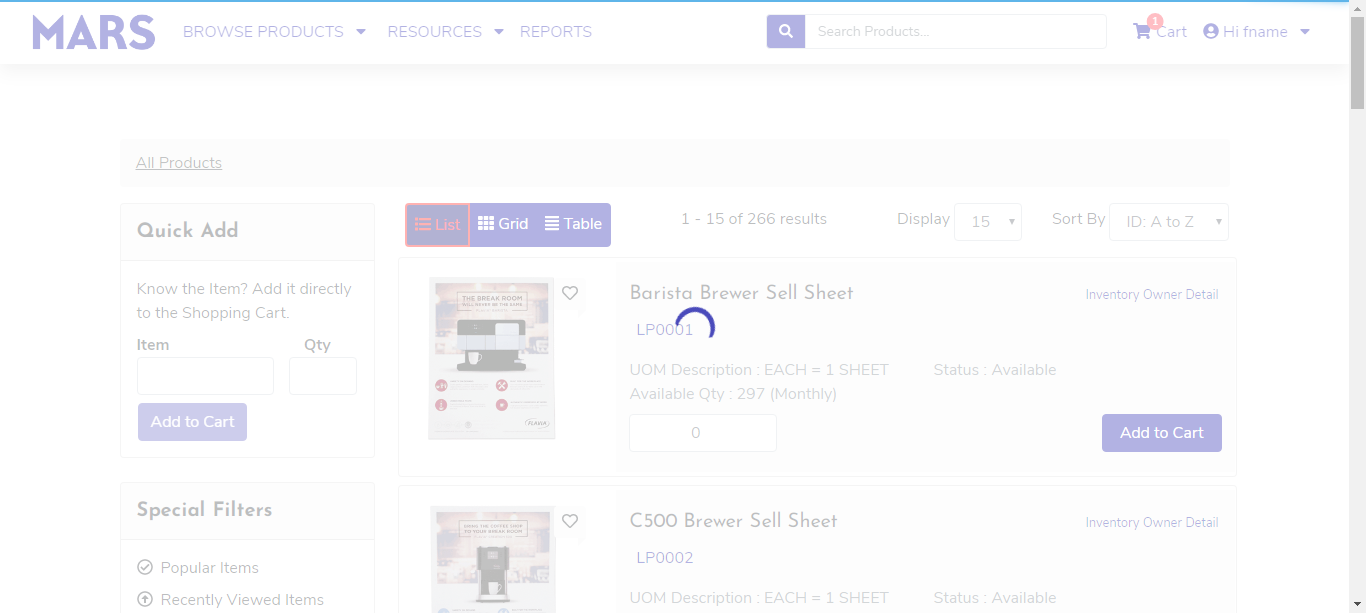 MARS
BROWSE PRODUCTS
RESOURCES
REPORTS
Search Products...
1
Cart
Hi fname
All Products
Quick Add
Know the Item? Add it directly
to the Shopping Cart.
Item
Qty
Add to Cart
Special Filters
Popular Items
Recently Viewed Items
List
Grid
Table
1 - 15 of 266 results
Display
15
Sort By
ID: A to Z
THE BREAK ROOM
WILL NEVER BE THE SAME
FLAVIA
Barista Brewer Sell Sheet
Inventory Owner Detail
LP0001
UOM Description : EACH = 1 SHEET
Status : Available
Available Qty : 297 (Monthly)
0
Add to Cart
BRING THE COFFEE SHOP
TO YOUR BREAK ROOM
C500 Brewer Sell Sheet
Inventory Owner Detail
LP0002
UOM Description : EACH = 1 SHEET
Status : Available